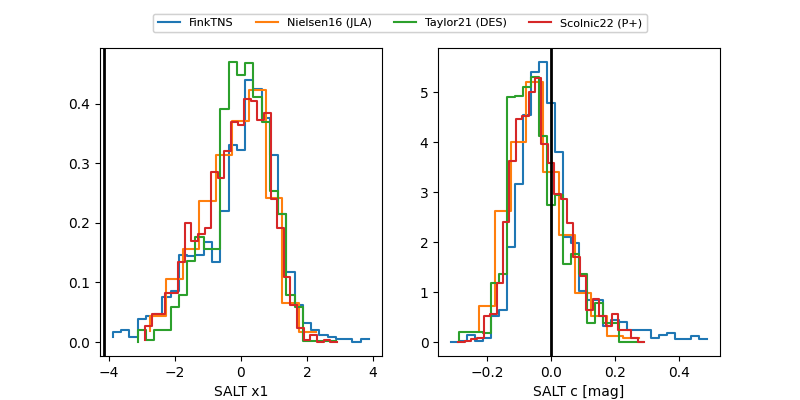 FinkTNS Nielsen16 (JLA) Taylor21 (DES) Scolnic22 (P+)
0.4
0.3
0.2
0.1
0.0
−4 −2 0 2 4
SALT x1
5
4
3
2
1
0
−0.2 0.0 0.2 0.4
SALT c [mag]